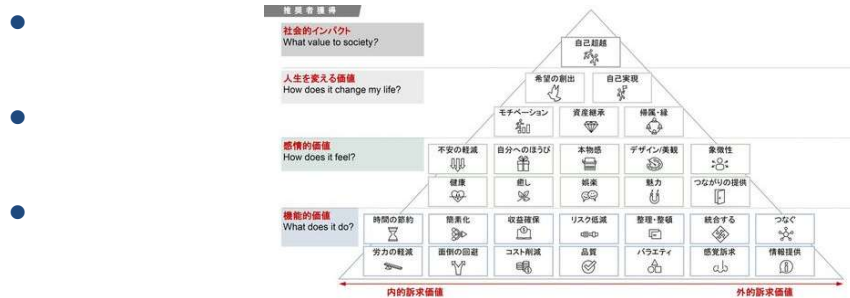 推奨者獲得
社会的インパクト
What value to society?
自己超越
人生を変える価値
How does it change my life?
希望の創出 自己実現
モチベーション 資産継承 帰属・縁
感情的価値
How does it feel?
不安の軽減 自分へのほうび 本物感 デザイン/美観 象徴性
健康 癒し 娯楽 魅力 つながりの提供
機能的価値
What does it do?
時間の節約 簡素化 収益確保 リスク低減 整理・整頓 統合する つなぐ
労力の軽減 面倒の回避 コスト削減 品質 バラエティ 感覚訴求 情報提供
内的訴求価値 外的訴求価値